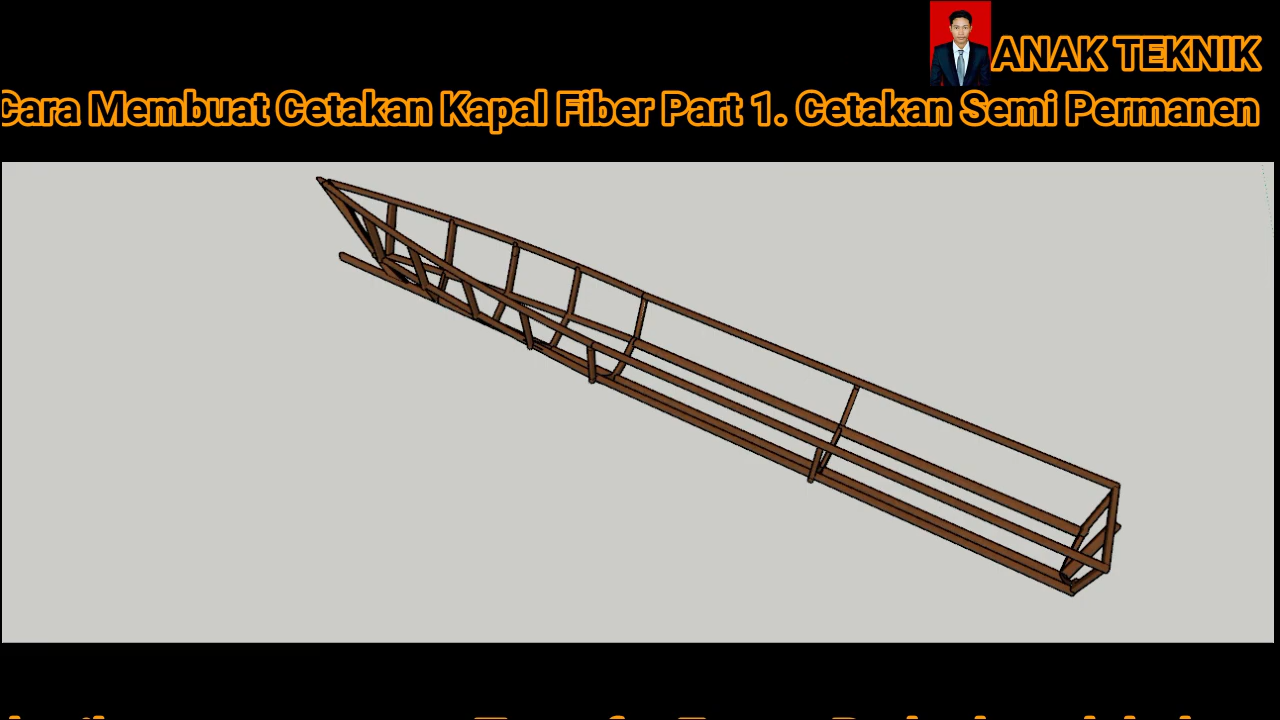 ANAK TEKNIK
Cara Membuat Cetakan Kapal Fiber Part 1. Cetakan Semi Permanen